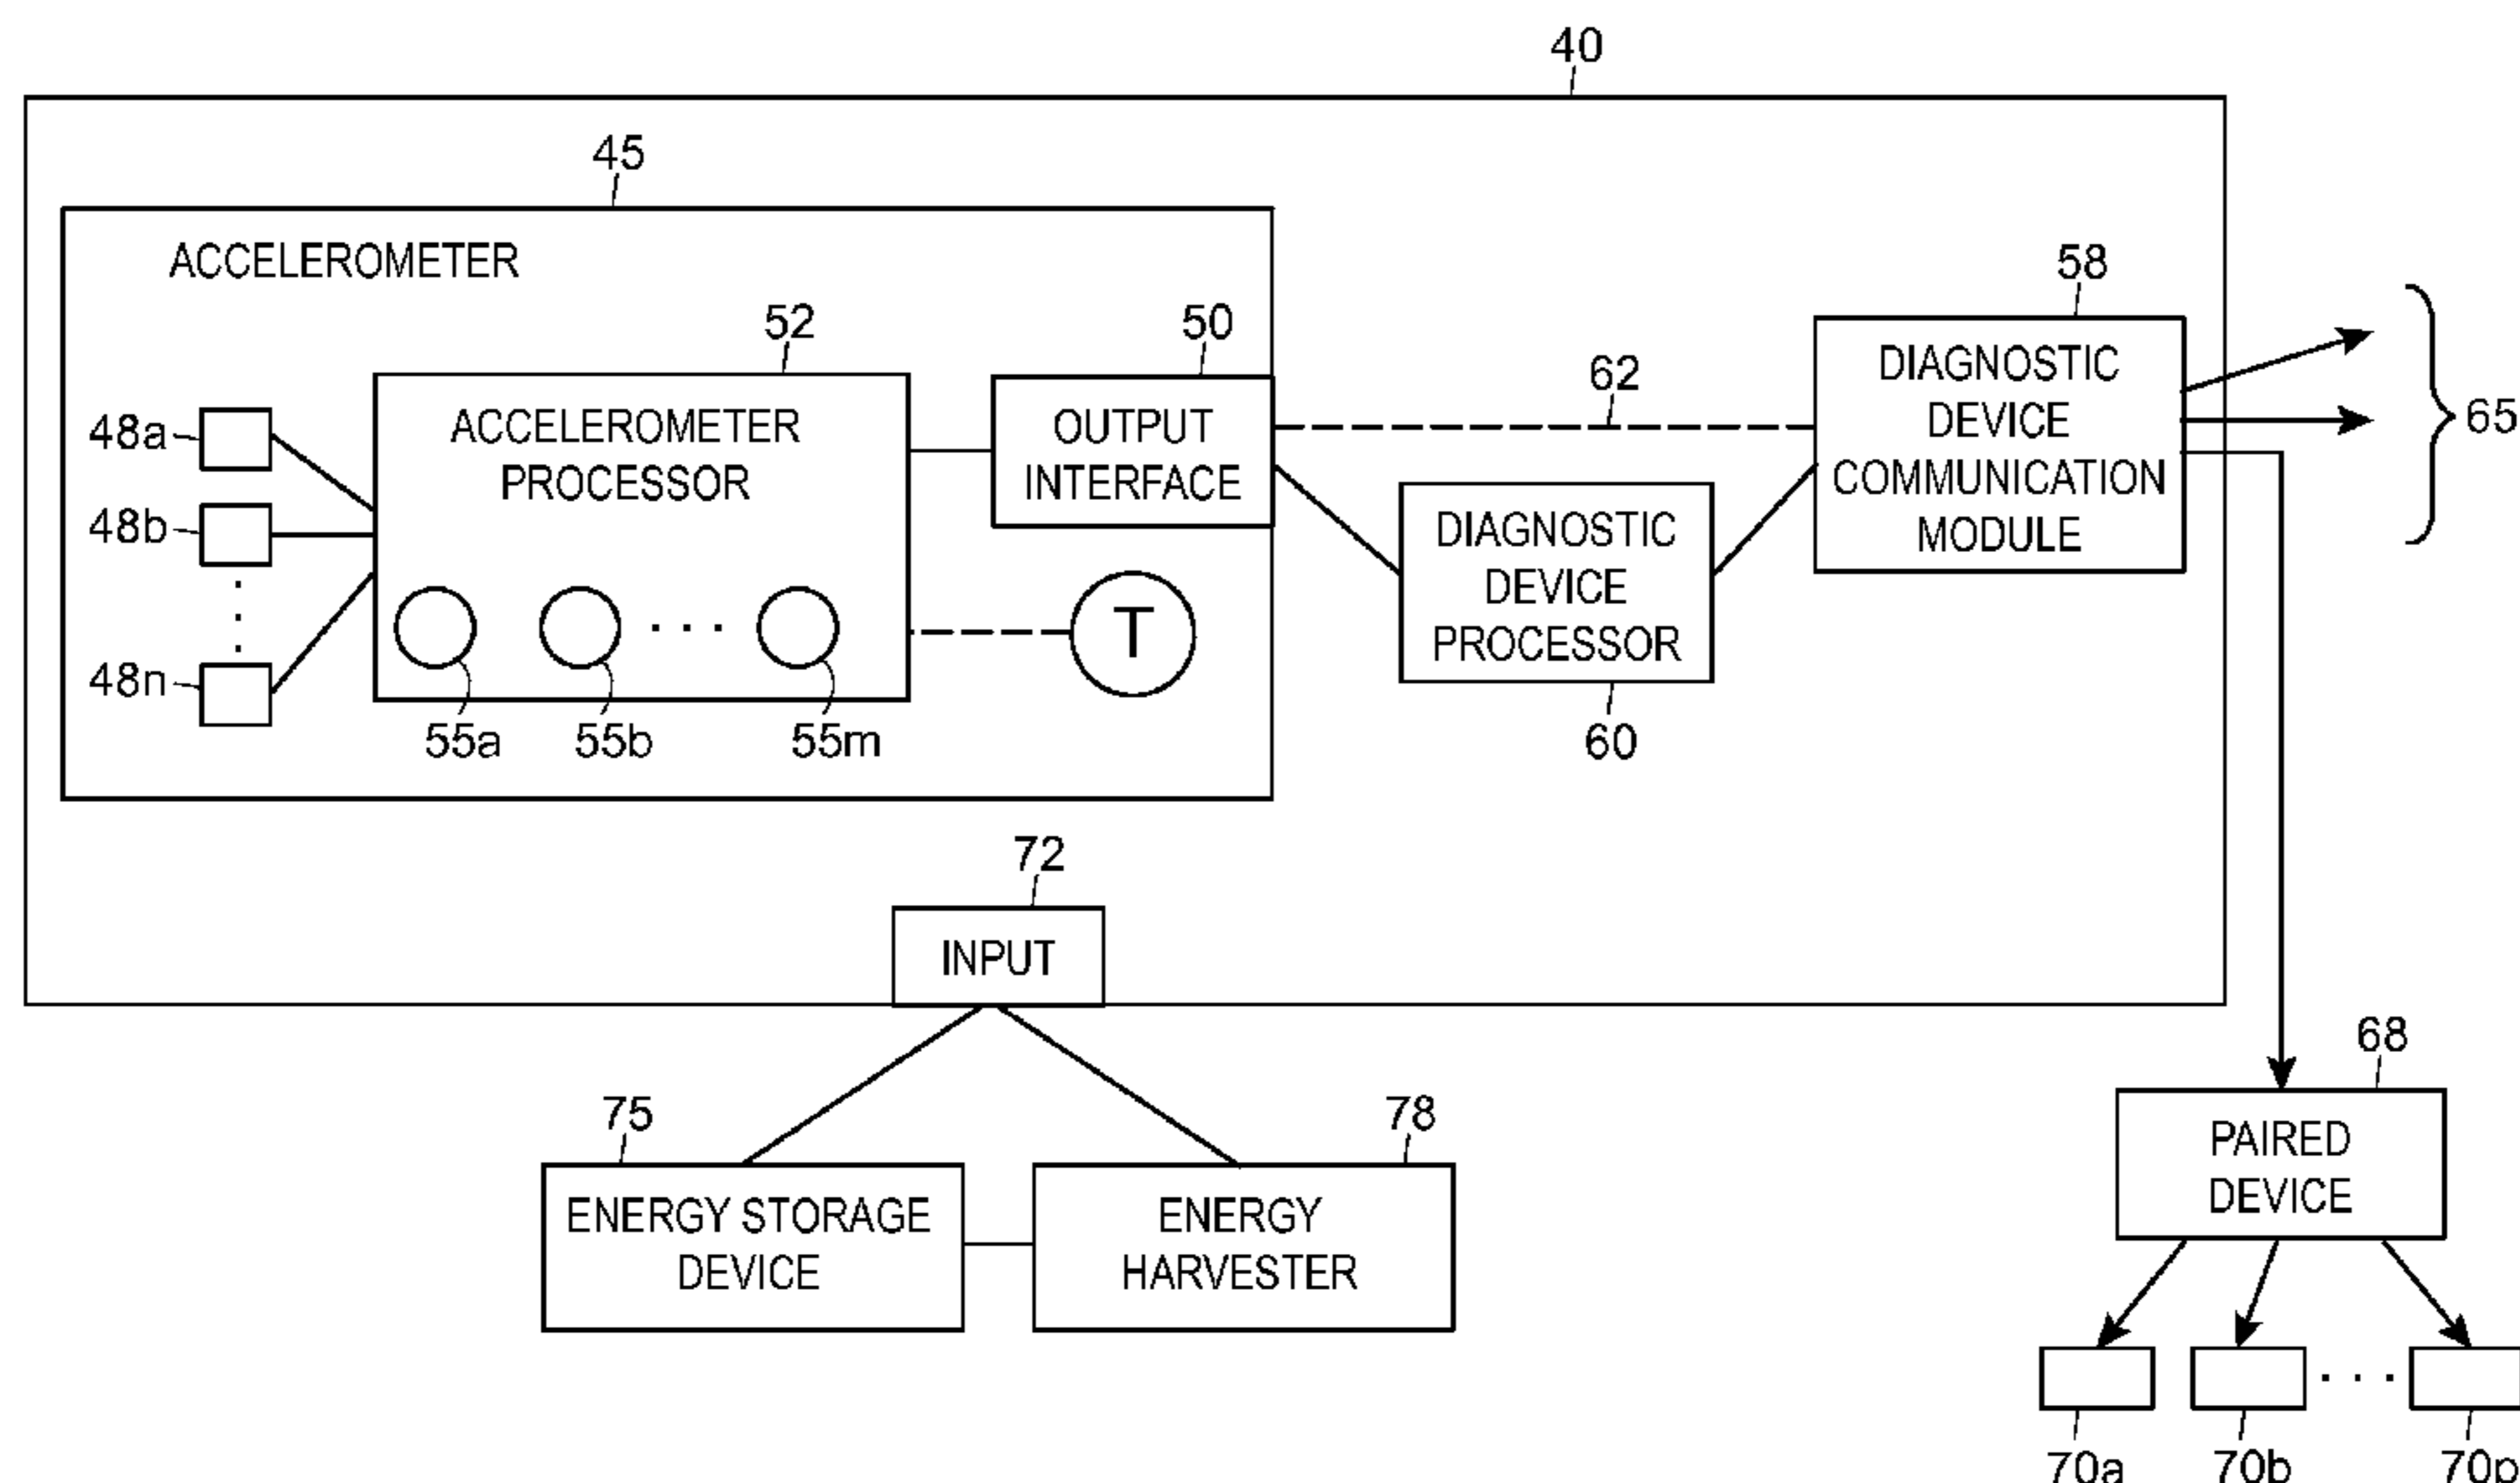 40
45
ACCELEROMETER
58
52
50
62
65
DIAGNOSTIC
DEVICE
COMMUNICATION
MODULE
ACCELEROMETER
PROCESSOR
OUTPUT
INTERFACE
48a
48b
48n
DIAGNOSTIC
DEVICE
PROCESSOR
T
55a
55b
55m
60
72
INPUT
68
75
78
PAIRED
DEVICE
ENERGY STORAGE
DEVICE
ENERGY
HARVESTER
70a
70b
70p